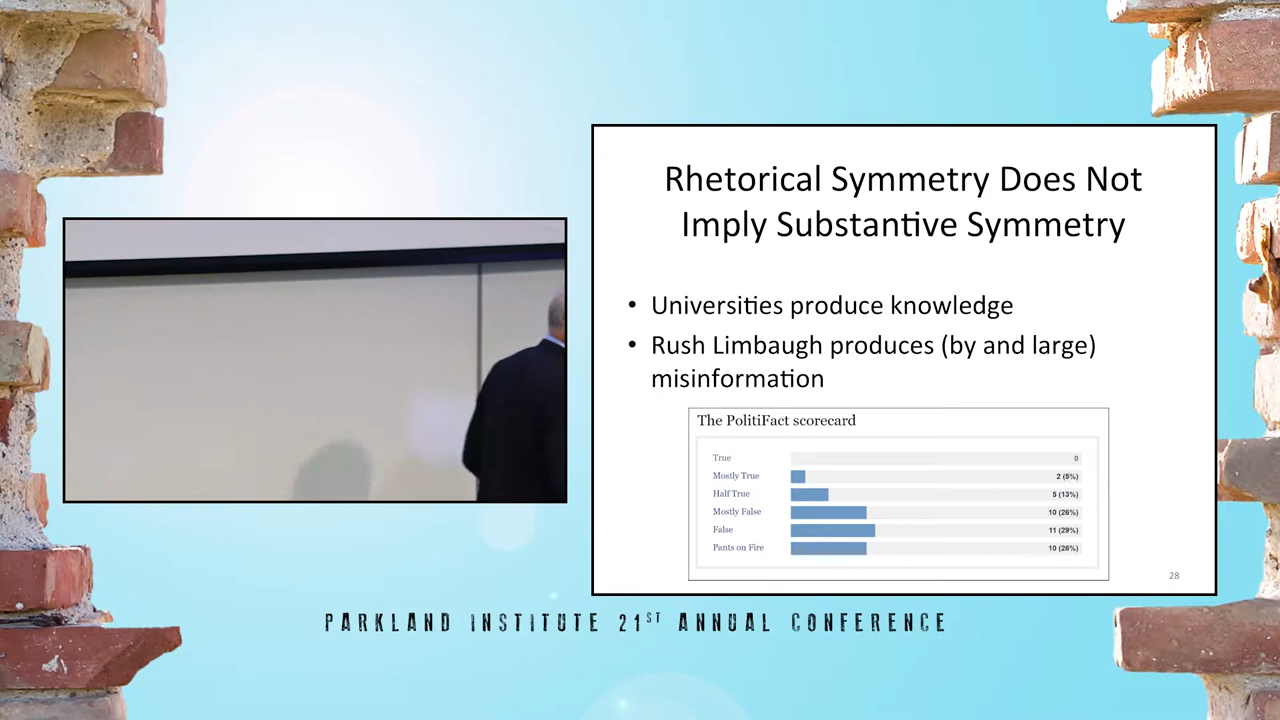 Rhetorical Symmetry Does Not
Imply Substantive Symmetry
• Universities produce knowledge
• Rush Limbaugh produces (by and large)
misinformation
The PolitiFact scorecard
True 0
Mostly True 2 (5%)
Half True 5 (13%)
Mostly False 10 (26%)
False 11 (29%)
Pants on Fire 10 (26%)
28
PARKLAND INSTITUTE 21ST ANNUAL CONFERENCE